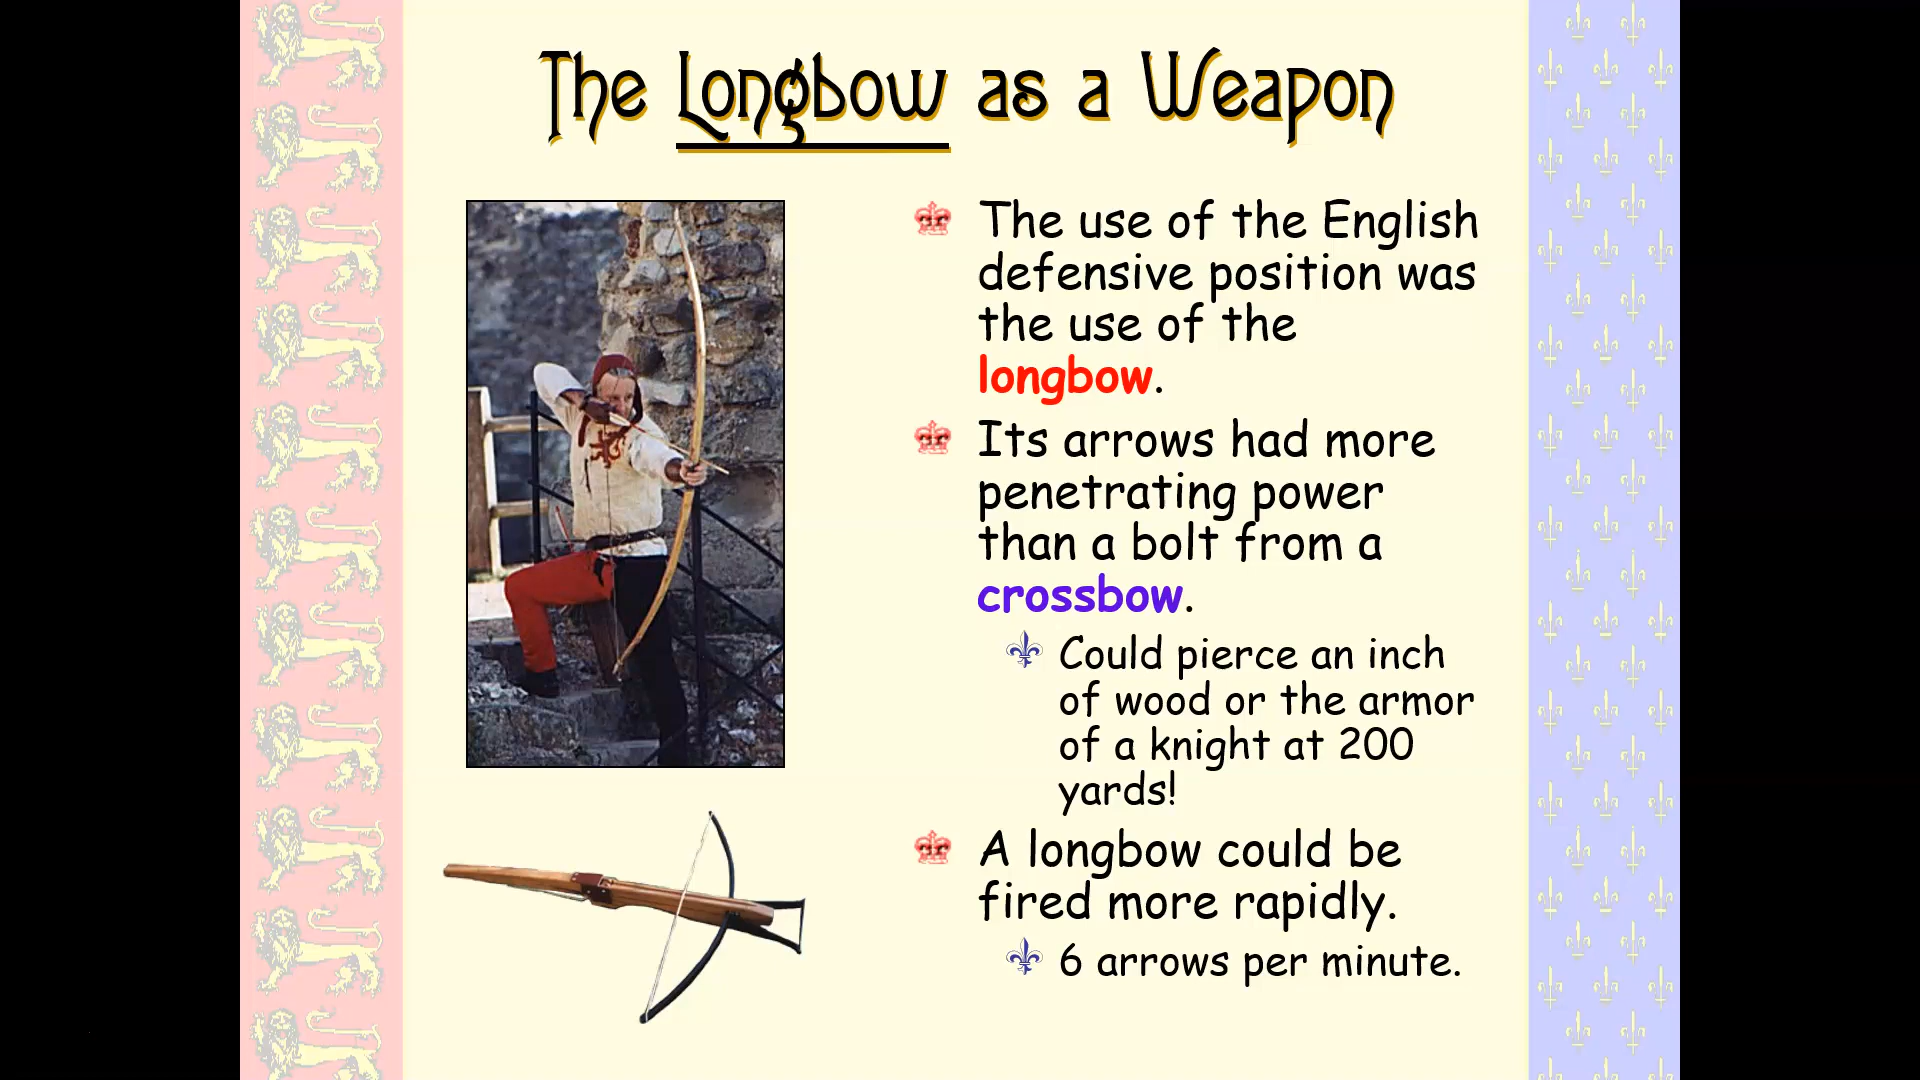 The Longbow as a Weapon
The use of the English
defensive position was
the use of the
longbow.
Its arrows had more
penetrating power
than a bolt from a
crossbow.
Could pierce an inch
of wood or the armor
of a knight at 200
yards!
A longbow could be
fired more rapidly.
6 arrows per minute.